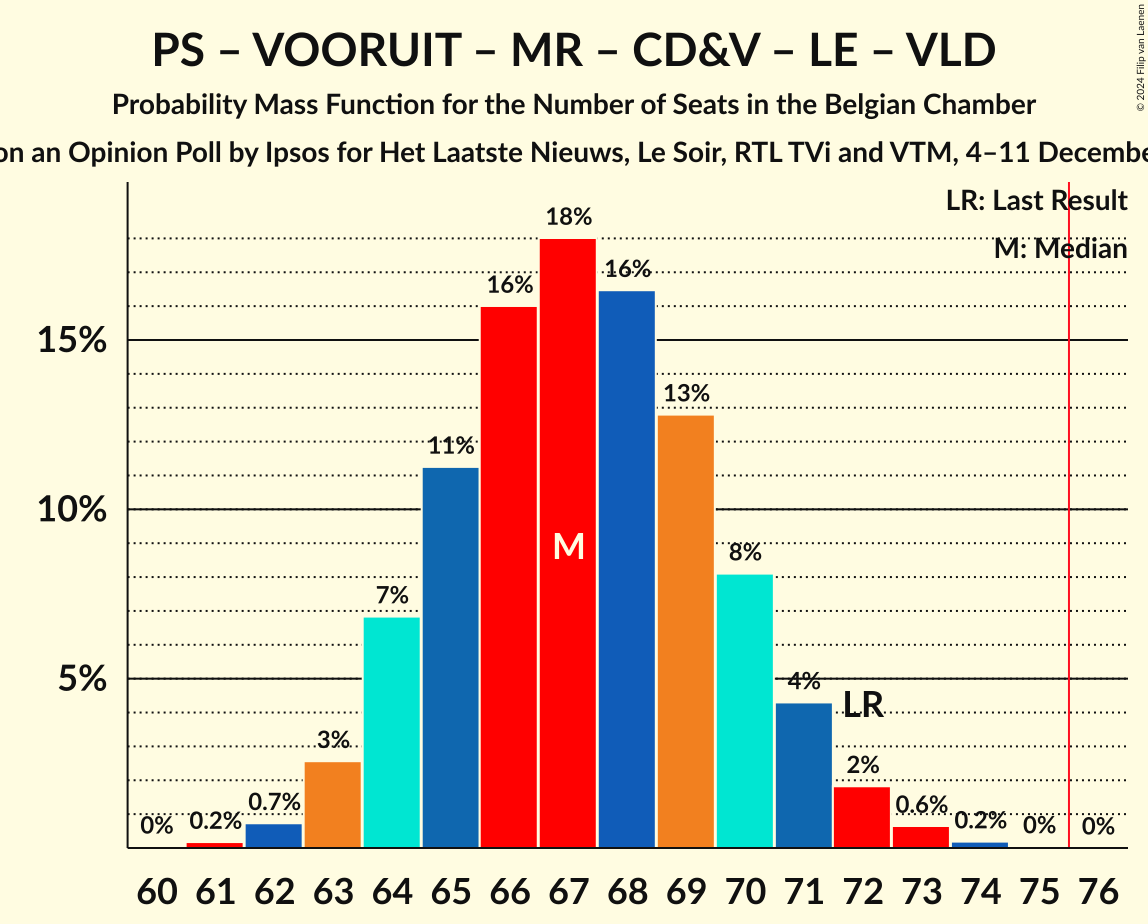 PS – VOORUIT – MR – CD&V – LE – VLD
© 2024 Filip van Laenen
Probability Mass Function for the Number of Seats in the Belgian Chamber
on an Opinion Poll by Ipsos for Het Laatste Nieuws, Le Soir, RTL TVi and VTM, 4–11 Decembe
LR: Last Result
M: Median
18%
16%
16%
15%
13%
11%
10%
M
8%
7%
5%
4%
LR
3%
2%
0.7%
0.6%
0%
0.2%
0.2%
0%
0%
60 61 62 63 64 65 66 67 68 69 70 71 72 73 74 75 76